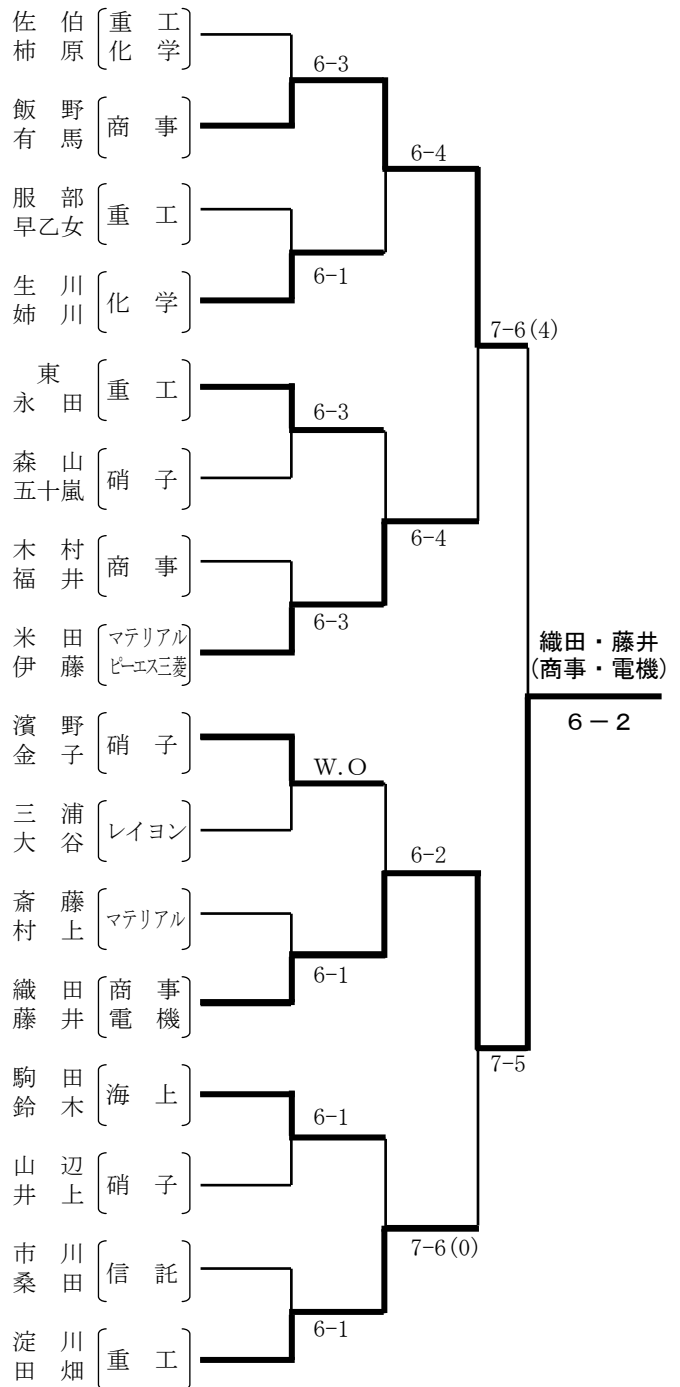 佐 伯 重 工
柿 原 化 学
6-3
飯 野
有 馬 商 事
6-4
服 部
早乙女 重 工
6-1
生 川
姉 川 化 学
7-6(4)
東
永 田 重 工
6-3
森 山
五十嵐 硝 子
6-4
木 村
福 井 商 事
6-3
米 田 マテリアル
伊 藤 ピーエス三菱
織田・藤井
(商事・電機)
6－2
濱 野
金 子 硝 子
W.O
三 浦
大 谷 レイヨン
6-2
斎 藤
村 上 マテリアル
6-1
織 田 商 事
藤 井 電 機
7-5
駒 田
鈴 木 海 上
6-1
山 辺
井 上 硝 子
7-6(0)
市 川
桑 田 信 託
6-1
淀 川
田 畑 重 工